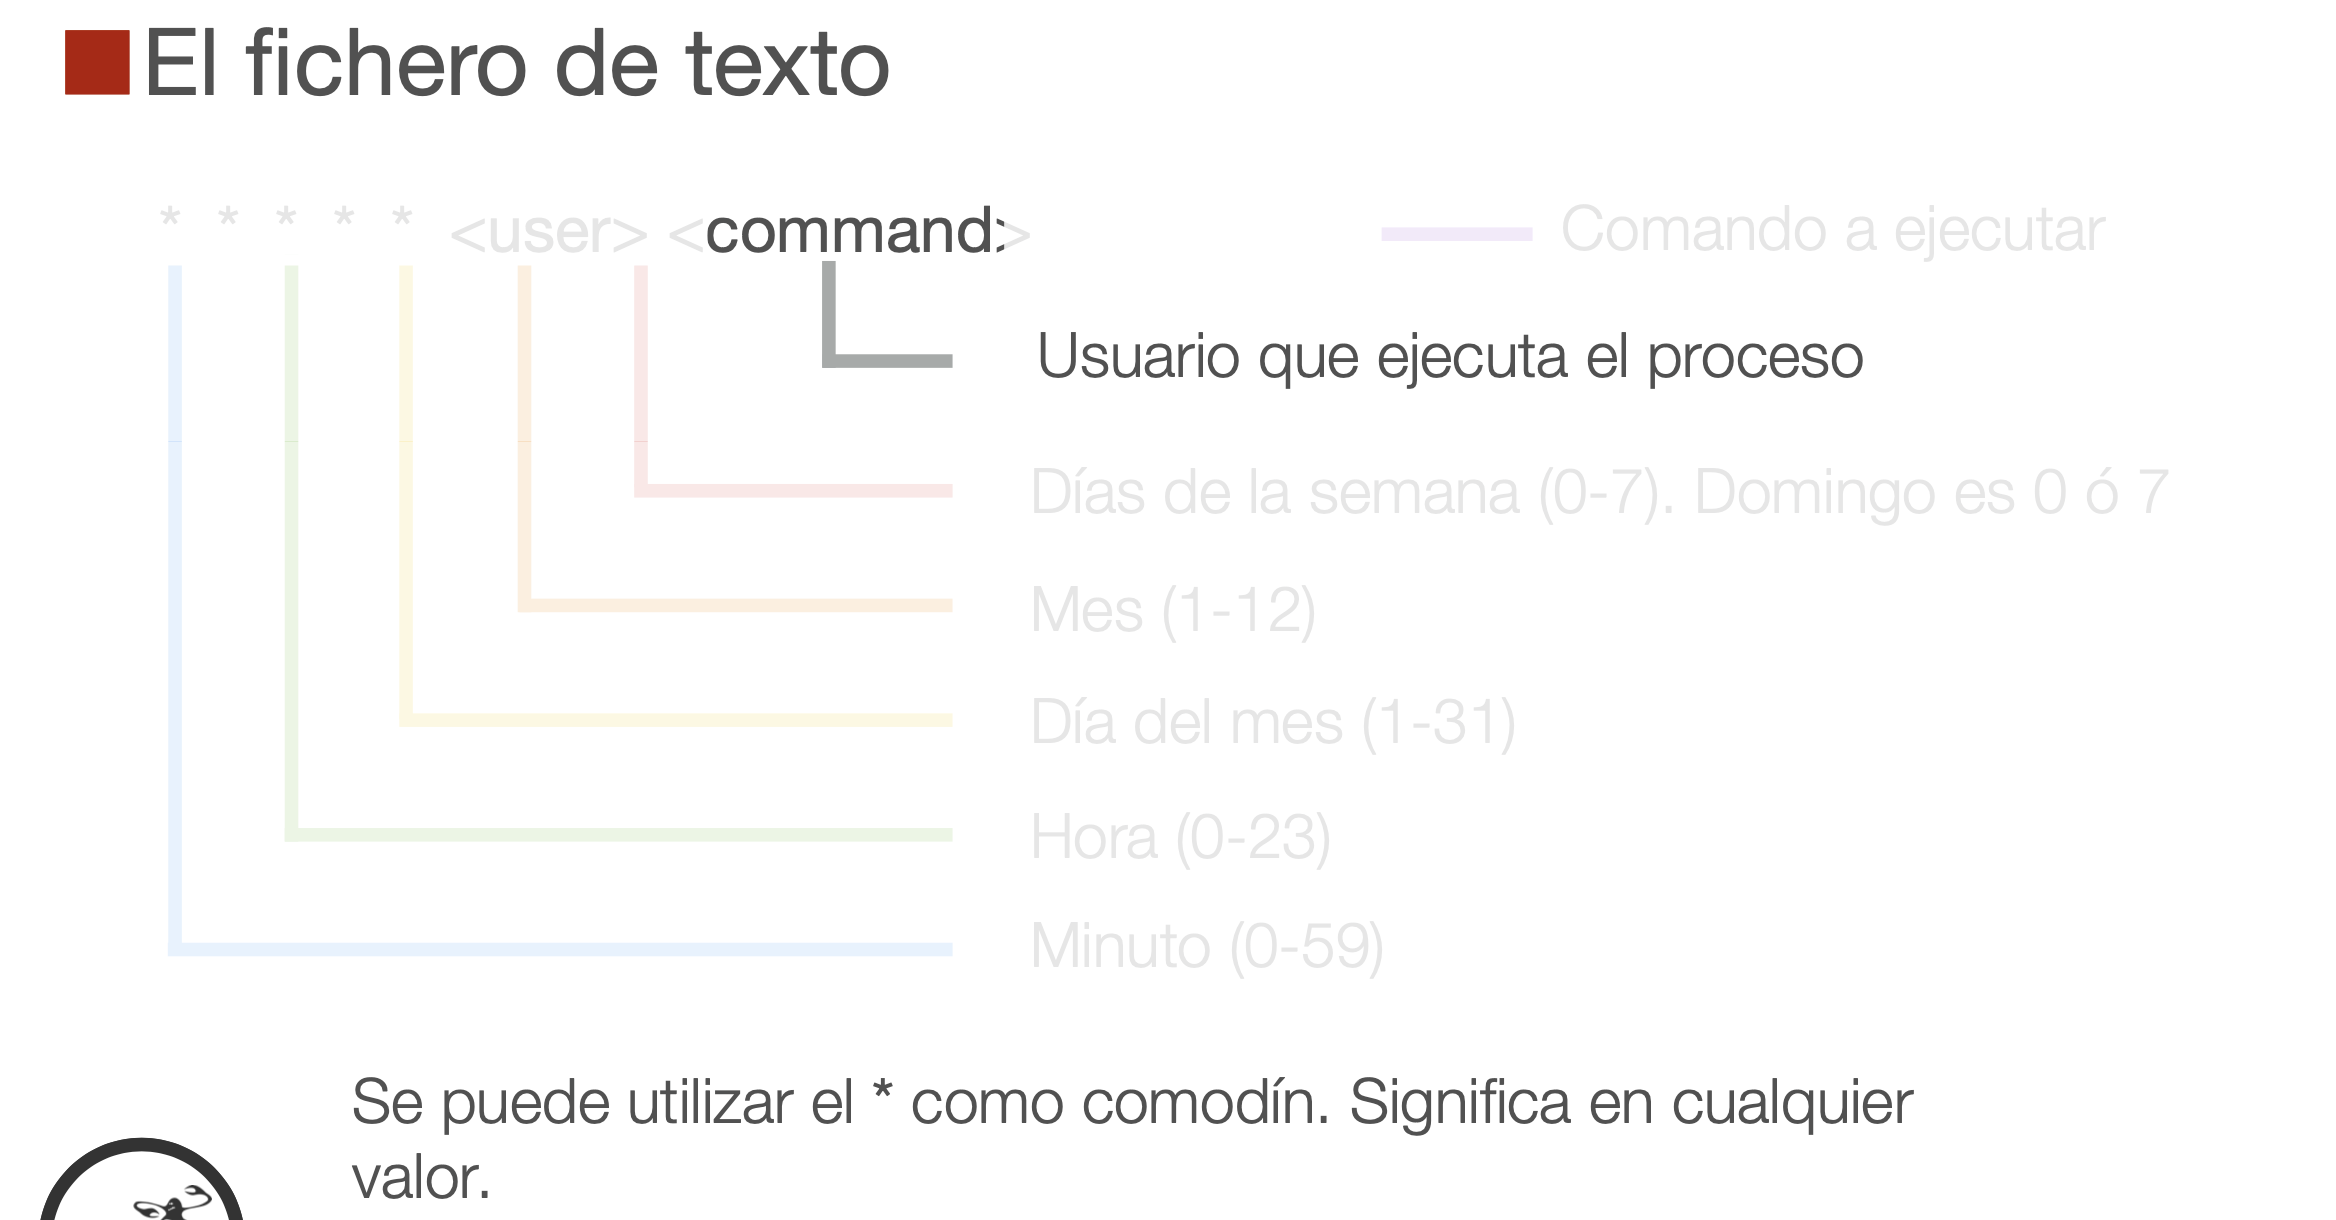 El fichero de texto
* * * * * <user> <command> Comando a ejecutar
Usuario que ejecuta el proceso
Días de la semana (0-7). Domingo es 0 ó 7
Mes (1-12)
Día del mes (1-31)
Hora (0-23)
Minuto (0-59)
Se puede utilizar el * como comodín. Significa en cualquier
valor.